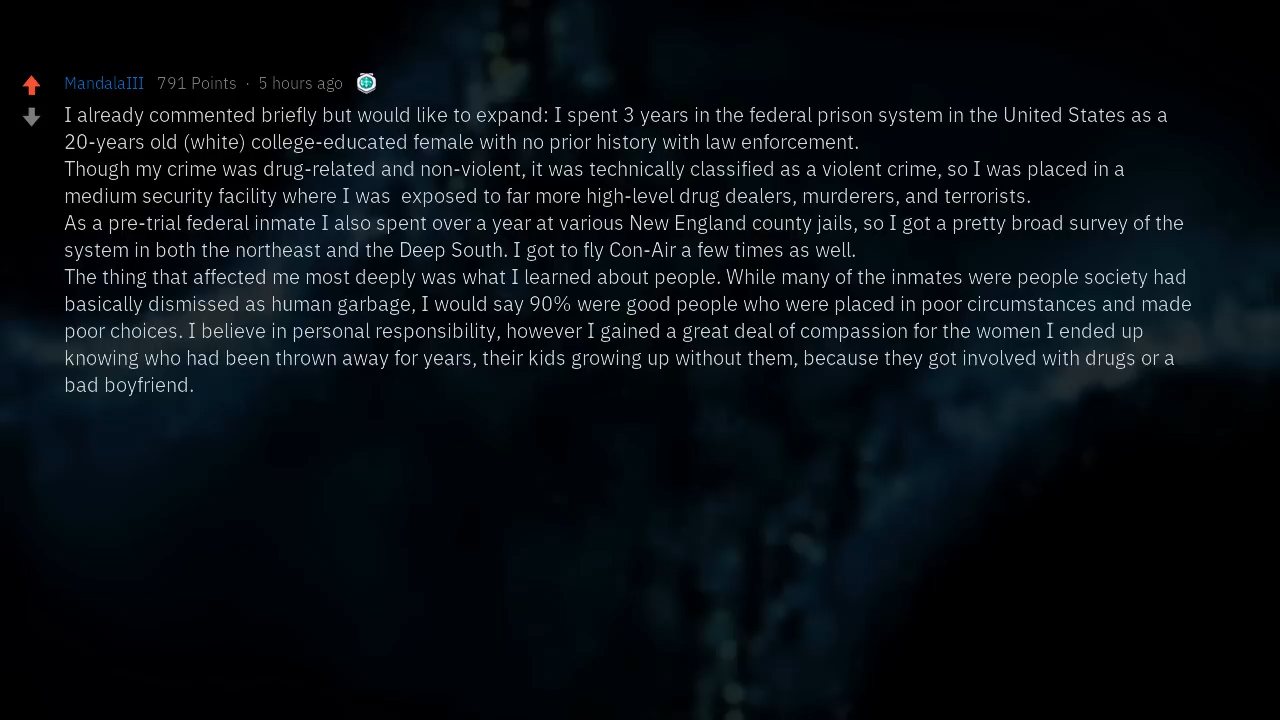 MandalaIII 791 Points · 5 hours ago
I already commented briefly but would like to expand: I spent 3 years in the federal prison system in the United States as a
20-years old (white) college-educated female with no prior history with law enforcement.
Though my crime was drug-related and non-violent, it was technically classified as a violent crime, so I was placed in a
medium security facility where I was  exposed to far more high-level drug dealers, murderers, and terrorists.
As a pre-trial federal inmate I also spent over a year at various New England county jails, so I got a pretty broad survey of the
system in both the northeast and the Deep South. I got to fly Con-Air a few times as well.
The thing that affected me most deeply was what I learned about people. While many of the inmates were people society had
basically dismissed as human garbage, I would say 90% were good people who were placed in poor circumstances and made
poor choices. I believe in personal responsibility, however I gained a great deal of compassion for the women I ended up
knowing who had been thrown away for years, their kids growing up without them, because they got involved with drugs or a
bad boyfriend.